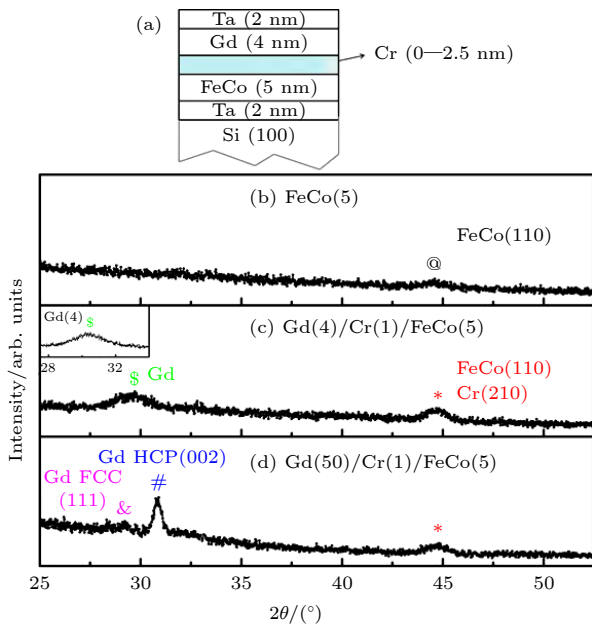 (a)
Ta (2 nm)
Gd (4 nm)
Cr (0—2.5 nm)
FeCo (5 nm)
Ta (2 nm)
Si (100)
(b) FeCo(5)
FeCo(110)
@
Gd(4)
$
28 32
(c) Gd(4)/Cr(1)/FeCo(5)
$ Gd
FeCo(110)
* Cr(210)
(d) Gd(50)/Cr(1)/FeCo(5)
Gd HCP(002)
#
Gd FCC
(111) &
*
25 30 35 40 45 50
2θ/(°)
Intensity/arb. units